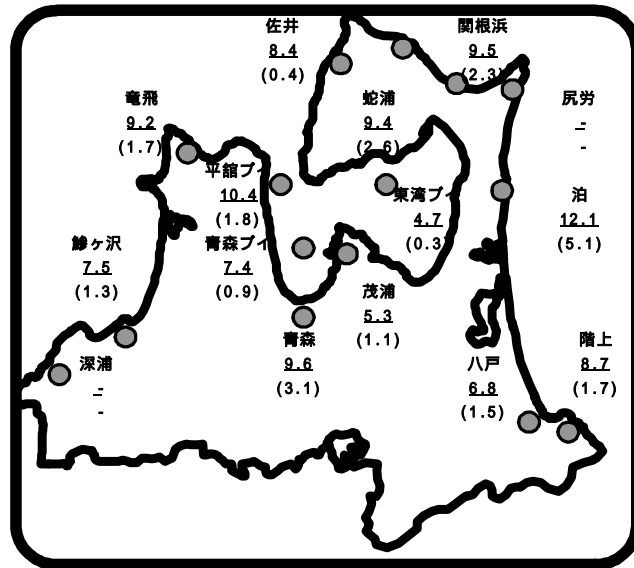 佐井
8.4
(0.4)
関根浜
9.5
(2.3)
竜飛
9.2
(1.7)
蛇浦
9.4
(2.6)
尻労
-
-
平舘ブイ
10.4
(1.8)
東湾ブイ
4.7
(0.3)
泊
12.1
(5.1)
鰺ヶ沢
7.5
(1.3)
青森ブイ
7.4
(0.9)
茂浦
5.3
(1.1)
青森
9.6
(3.1)
深浦
-
-
八戸
6.8
(1.5)
階上
8.7
(1.7)